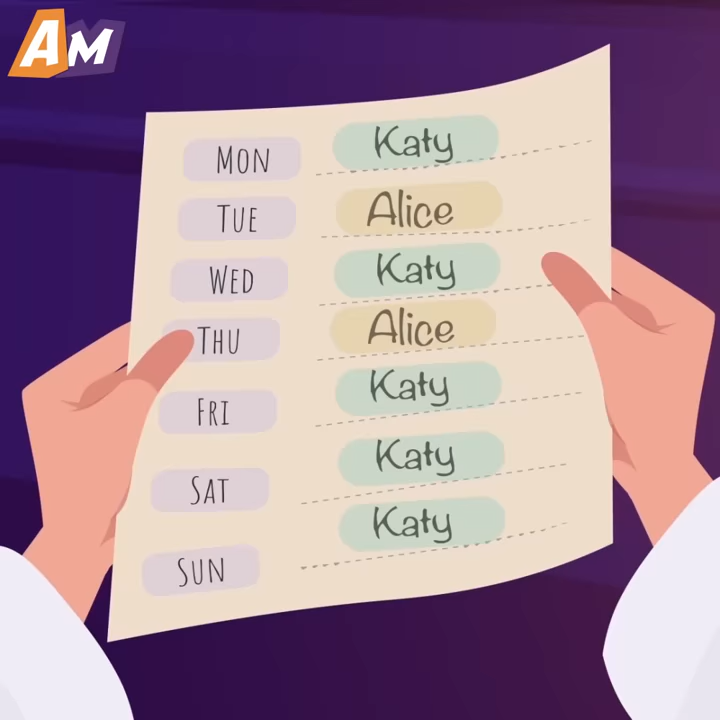 AM
Mon Katy
Tue Alice
Wed Katy
Thu Alice
Fri Katy
Sat Katy
Sun Katy